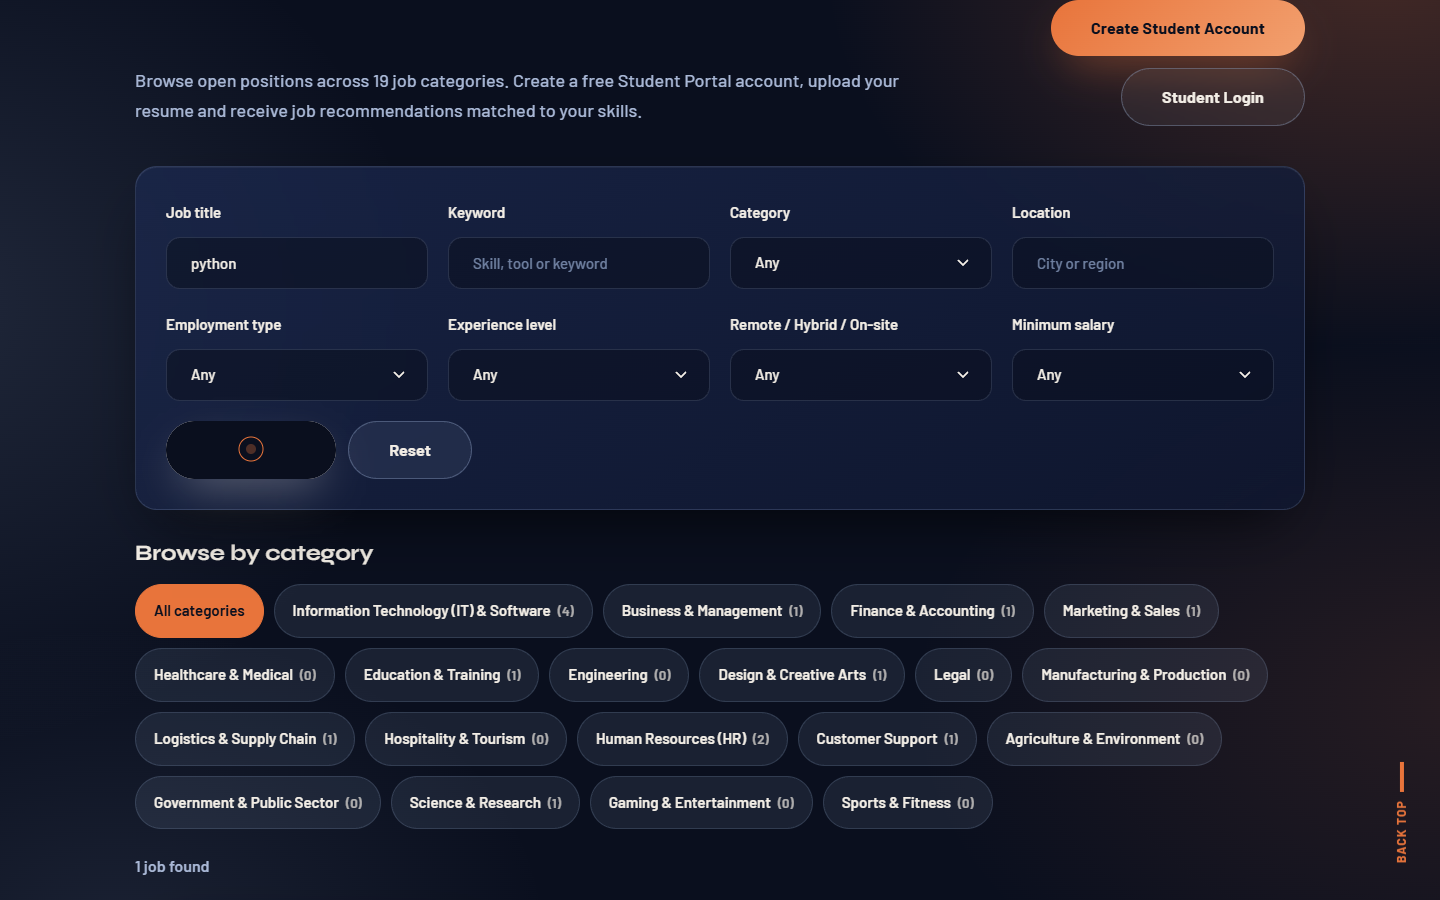 Create Student Account
Browse open positions across 19 job categories. Create a free Student Portal account, upload your
resume and receive job recommendations matched to your skills.
Student Login
Job title
Keyword
Category
Location
python
Skill, tool or keyword
Any
City or region
Employment type
Experience level
Remote / Hybrid / On-site
Minimum salary
Any
Any
Any
Any
Reset
Browse by category
All categories
Information Technology (IT) & Software (4)
Business & Management (1)
Finance & Accounting (1)
Marketing & Sales (1)
Healthcare & Medical (0)
Education & Training (1)
Engineering (0)
Design & Creative Arts (1)
Legal (0)
Manufacturing & Production (0)
Logistics & Supply Chain (1)
Hospitality & Tourism (0)
Human Resources (HR) (2)
Customer Support (1)
Agriculture & Environment (0)
Government & Public Sector (0)
Science & Research (1)
Gaming & Entertainment (0)
Sports & Fitness (0)
BACK TOP
1 job found